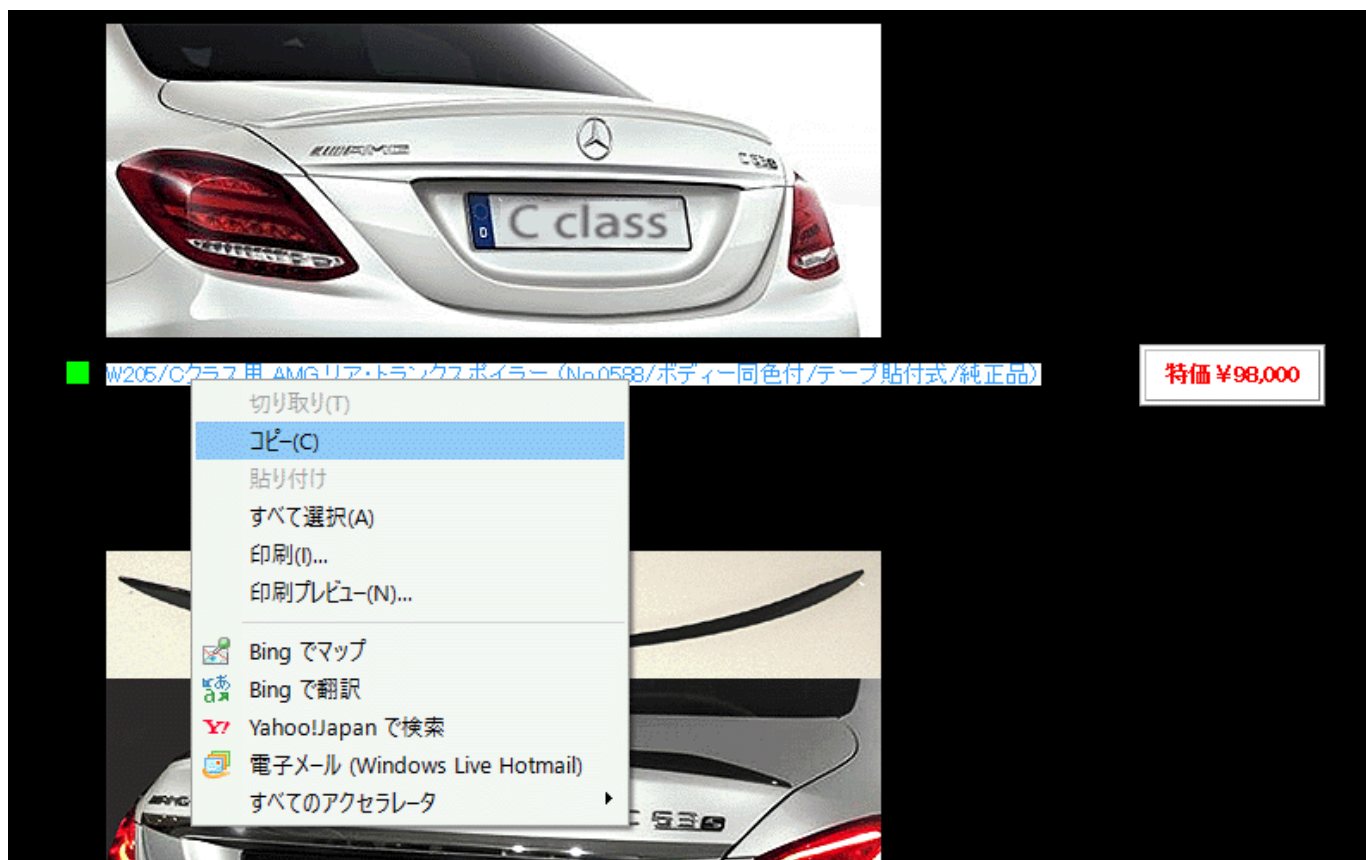 AMG
C 63s
C class
D
W205/Cクラス用 AMGリア・トランクスポイラー（No.0588/ボディー同色付/テープ貼付式/純正品）
特価 ¥98,000
切り取り(T)
コピー(C)
貼り付け
すべて選択(A)
印刷(I)...
印刷プレビュー(N)...
Bing でマップ
Bing で翻訳
Yahoo!Japan で検索
電子メール (Windows Live Hotmail)
すべてのアクセラレータ
AMG